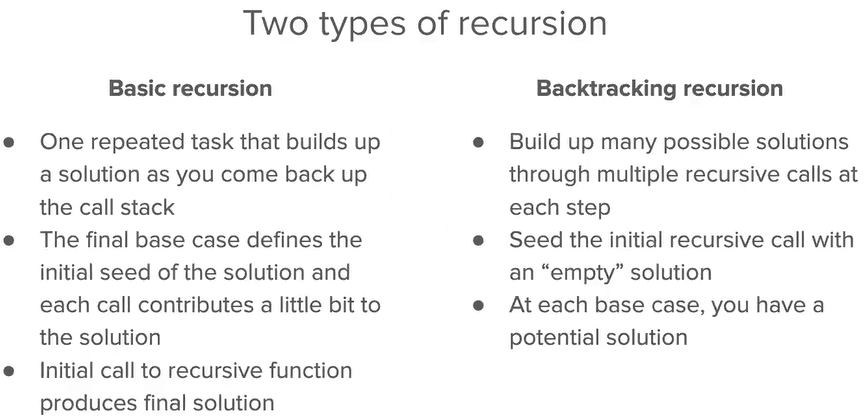 Two types of recursion
Basic recursion
● One repeated task that builds up
a solution as you come back up
the call stack
● The final base case defines the
initial seed of the solution and
each call contributes a little bit to
the solution
● Initial call to recursive function
produces final solution
Backtracking recursion
● Build up many possible solutions
through multiple recursive calls at
each step
● Seed the initial recursive call with
an “empty” solution
● At each base case, you have a
potential solution